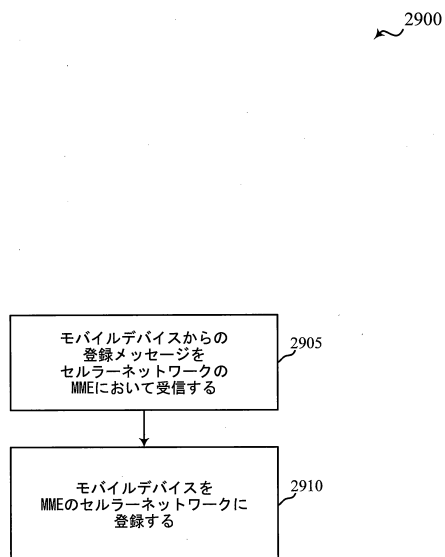 2900
モバイルデバイスからの
登録メッセージを
セルラーネットワークの
MMEにおいて受信する
2905
モバイルデバイスを
MMEのセルラーネットワークに
登録する
2910